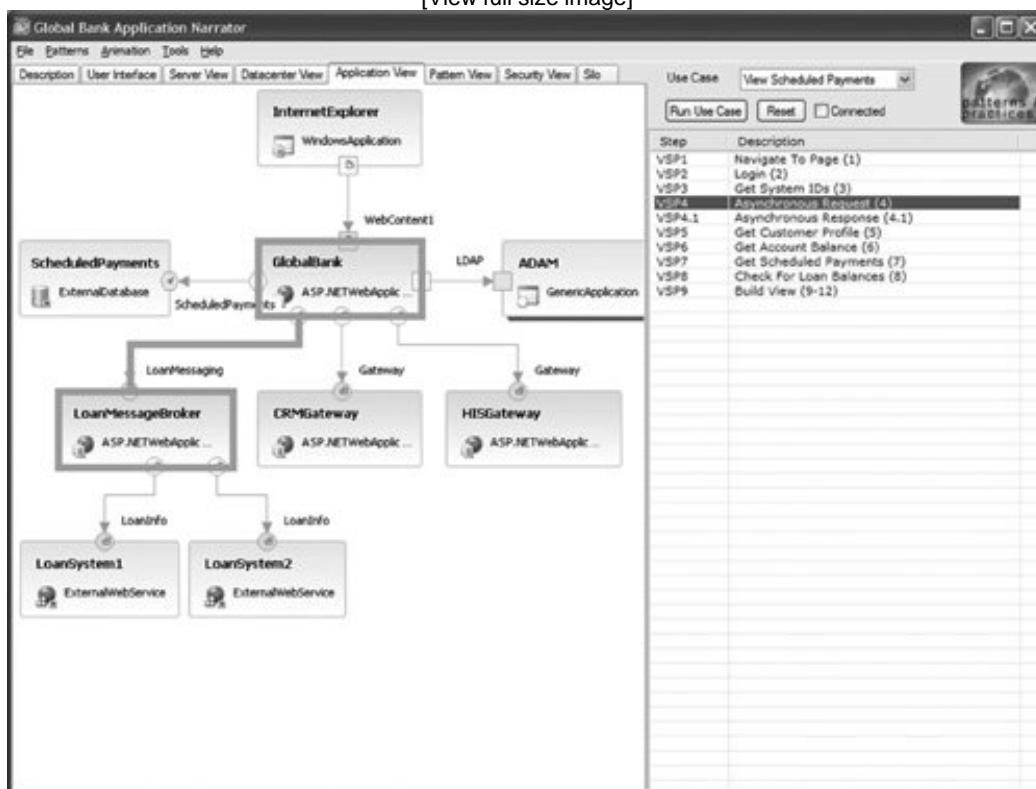 [View full size image]
Global Bank Application Narrator
File Patterns Animation Tools Help
Description User Interface Server View Datacenter View Application View Pattern View Security View Silo
Use Case View Scheduled Payments
Run Use Case Reset Connected
patterns
practices
InternetExplorer
WindowsApplication
WebContent1
ScheduledPayments
ExternalDatabase
ScheduledPayments
GlobalBank
ASP.NETWebApplic ...
LDAP
ADAM
GenericApplication
LoanMessaging
Gateway
Gateway
LoanMessageBroker
ASP.NETWebApplic ...
CRMGateway
ASP.NETWebApplic ...
HISGateway
ASP.NETWebApplic ...
LoanInfo
LoanInfo
LoanSystem1
ExternalWebService
LoanSystem2
ExternalWebService
Step Description
VSP1 Navigate To Page (1)
VSP2 Login (2)
VSP3 Get System IDs (3)
VSP4 Asynchronous Request (4)
VSP4.1 Asynchronous Response (4.1)
VSP5 Get Customer Profile (5)
VSP6 Get Account Balance (6)
VSP7 Get Scheduled Payments (7)
VSP8 Check For Loan Balances (8)
VSP9 Build View (9-12)